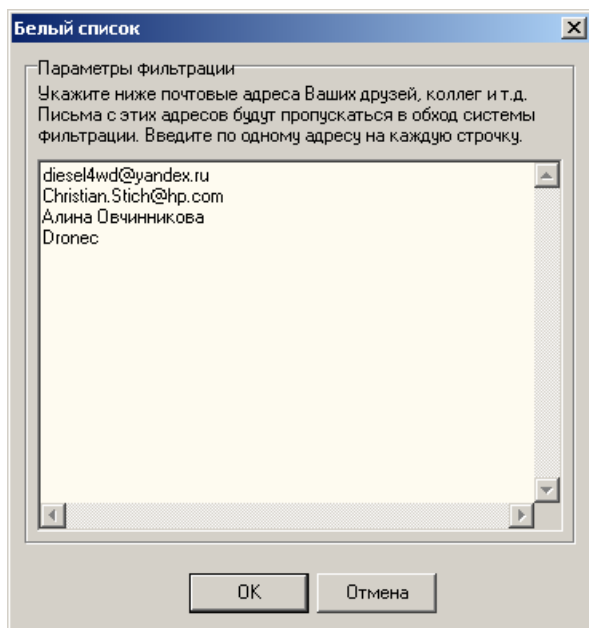 Белый список
Параметры фильтрации
Укажите ниже почтовые адреса Ваших друзей, коллег и т.д.
Письма с этих адресов будут пропускаться в обход системы
фильтрации. Введите по одному адресу на каждую строчку.
diesel4wd@yandex.ru
Christian.Stich@hp.com
Алина Овчинникова
Dronec
OK
Отмена